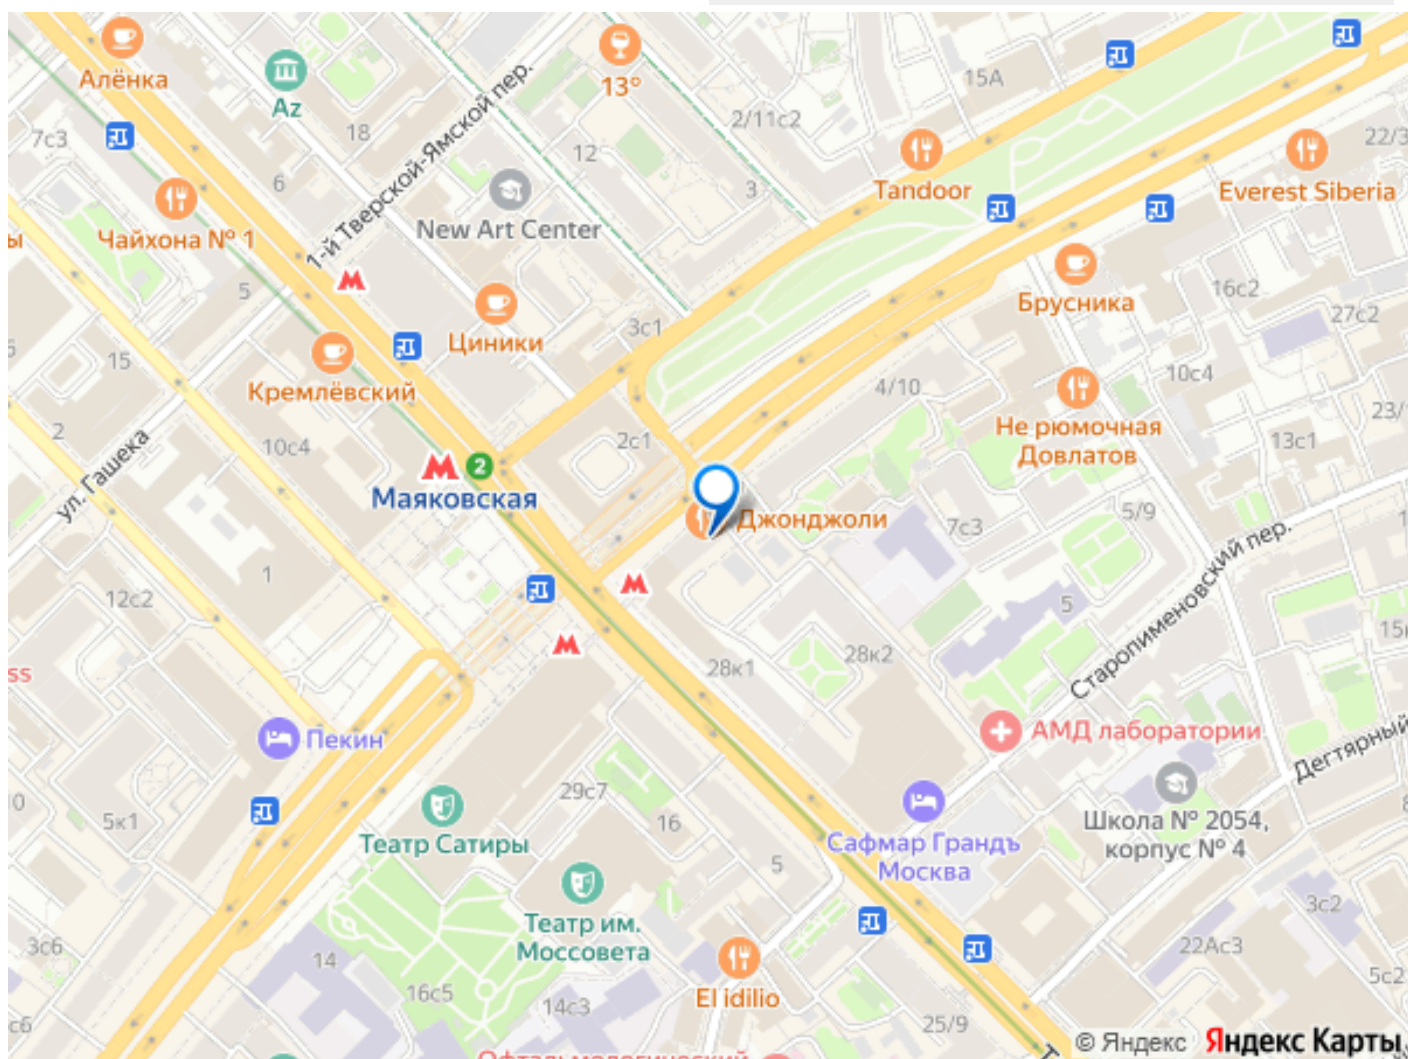 Алёнка
Az
13°
15А
7с3
18
12
2/11с2
22/3
6
3
Tandoor
Everest Siberia
1-й Тверской-Ямской пер.
New Art Center
Чайхона № 1
ы
5
Брусника
16с2
27с2
Циники
3с1
15
Кремлёвский
4/10
10с4
2
10с4
2с1
Не рюмочная
Довлатов
13с1
23/1
ул. Гашека
2
Маяковская
Джонджоли
7с3
5/9
Старопименовский пер.
1
12с2
5
28к1
28к2
ss
АМД лаборатории
Пекин
Дегтярный
0
5к1
29с7
16
Театр Сатиры
Сафмар Грандъ
Москва
Школа № 2054,
корпус № 4
5
Театр им.
Моссовета
3с2
3с6
14
22Ас3
5с2
16с5
14с3
El idilio
25/9
с6
© Яндекс Яндекс Карты